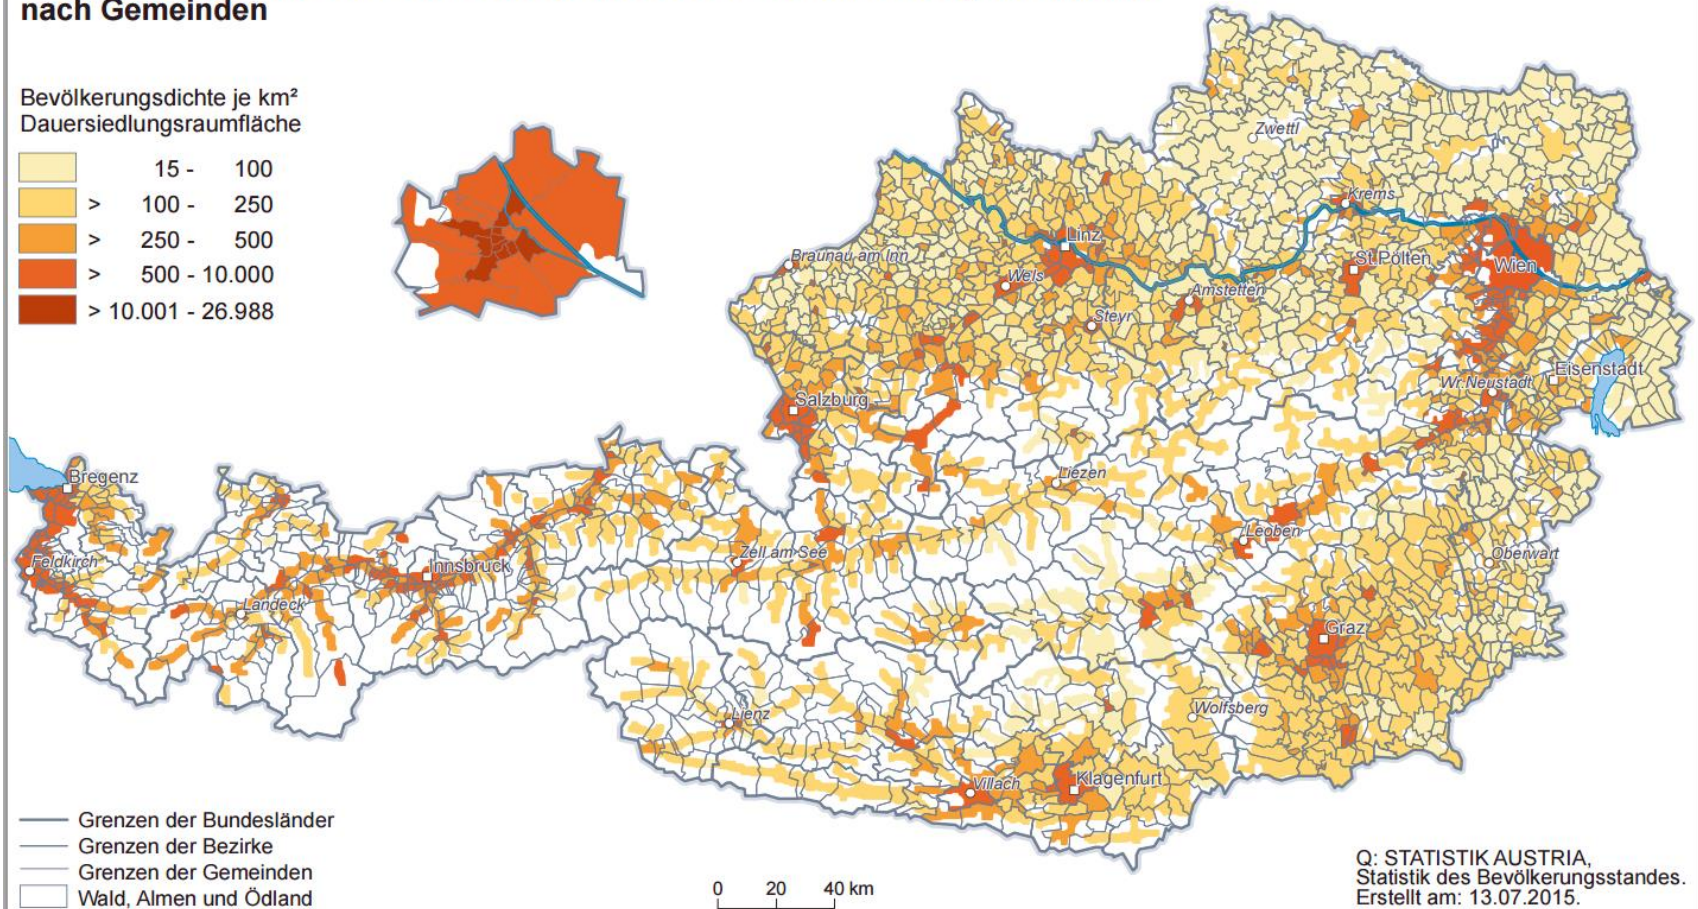 nach Gemeinden
Bevölkerungsdichte je km²
Dauersiedlungsraumfläche
15 - 100
> 100 - 250
> 250 - 500
> 500 - 10.000
> 10.001 - 26.988
Zwettl
Krems
Linz
Braunau am Inn
St.Pölten
Wien
Wels
Amstetten
Steyr
Eisenstadt
Wr.Neustadt
Salzburg
Bregenz
Liezen
Leoben
Zell am See
Oberwart
Feldkirch
Innsbruck
Landeck
Graz
Lienz
Wolfsberg
Villach
Klagenfurt
Grenzen der Bundesländer
Grenzen der Bezirke
Grenzen der Gemeinden
Wald, Almen und Ödland
0 20 40 km
Q: STATISTIK AUSTRIA,
Statistik des Bevölkerungsstandes.
Erstellt am: 13.07.2015.